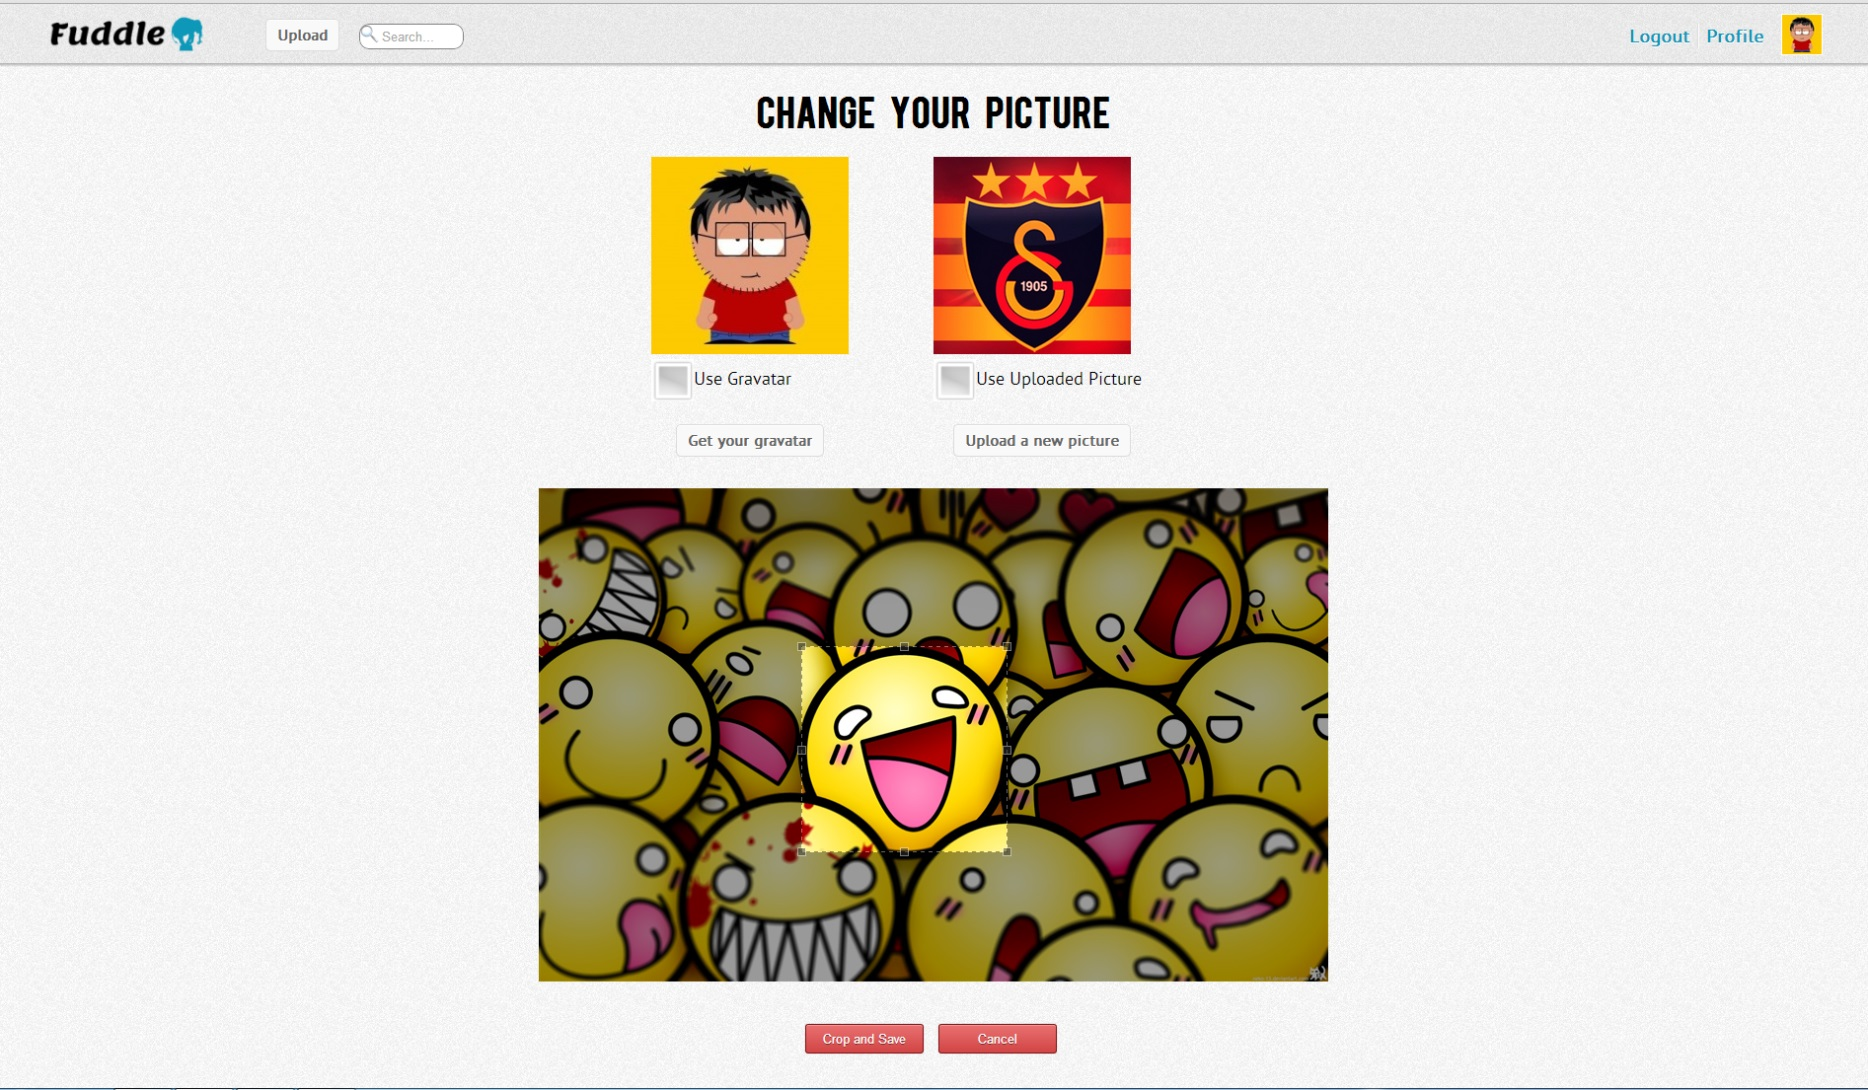 Fuddle
Upload
Search...
Logout
Profile
CHANGE YOUR PICTURE
1905
Use Gravatar
Use Uploaded Picture
Get your gravatar
Upload a new picture
Crop and Save
Cancel